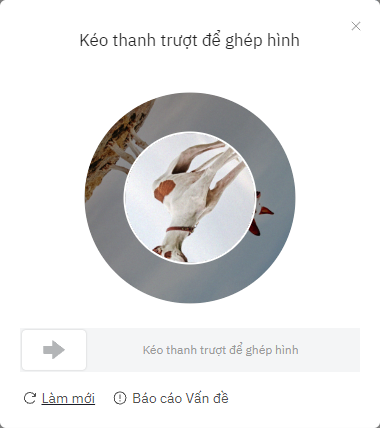 Kéo thanh trượt để ghép hình
Kéo thanh trượt để ghép hình
Làm mới Báo cáo Vấn đề